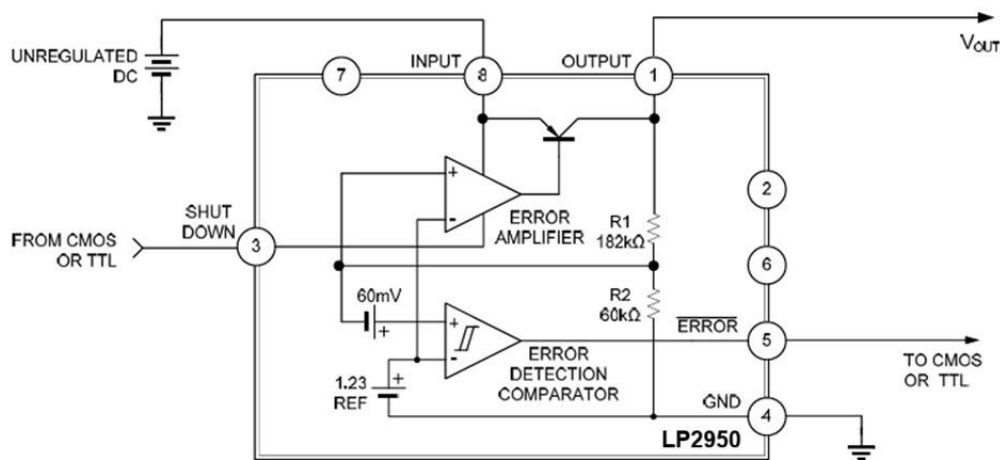 UNREGULATED
DC
INPUT
OUTPUT
V_OUT
7
8
1
2
6
+
-
ERROR
AMPLIFIER
R1
182kΩ
SHUT
DOWN
FROM CMOS
OR TTL
3
60mV
+
R2
60kΩ
+
-
ERROR
DETECTION
COMPARATOR
ERROR
5
TO CMOS
OR TTL
1.23
REF
+
GND
4
LP2950